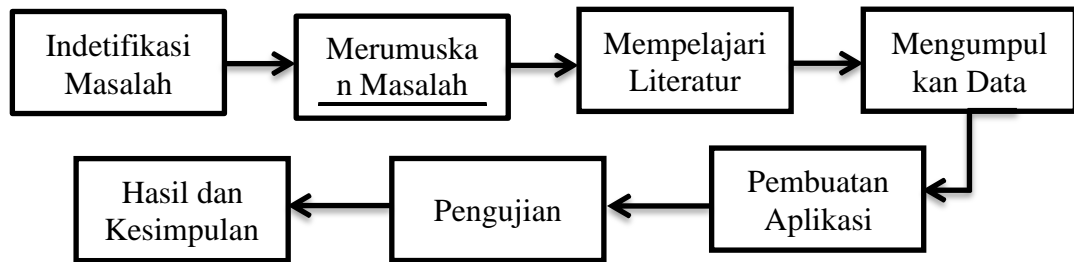 Indetifikasi
Masalah
Merumuska
n Masalah
Mempelajari
Literatur
Mengumpul
kan Data
Pembuatan
Aplikasi
Pengujian
Hasil dan
Kesimpulan